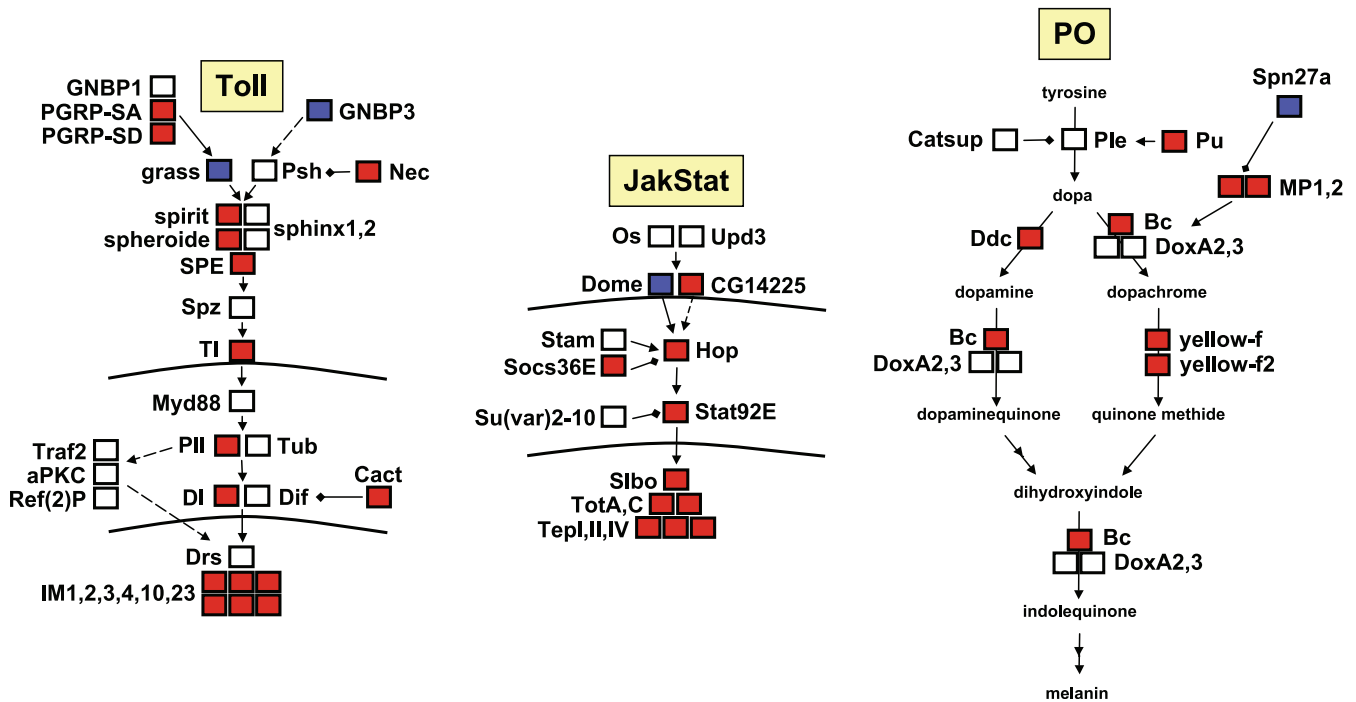 Toll
GNBP1
PGRP-SA
PGRP-SD
GNBP3
grass
Psh
Nec
spirit
spheroide
sphinx1,2
SPE
Spz
Tl
Myd88
Pll
Tub
Traf2
aPKC
Ref(2)P
Dl
Dif
Cact
Drs
IM1,2,3,4,10,23
JakStat
Os
Upd3
Dome
CG14225
Stam
Socs36E
Hop
Su(var)2-10
Stat92E
Slbo
TotA,C
TepI,II,IV
PO
Spn27a
tyrosine
Catsup
Ple
Pu
MP1,2
dopa
Ddc
Bc
DoxA2,3
dopamine
dopachrome
Bc
DoxA2,3
yellow-f
yellow-f2
dopaminequinone
quinone methide
dihydroxyindole
Bc
DoxA2,3
indolequinone
melanin